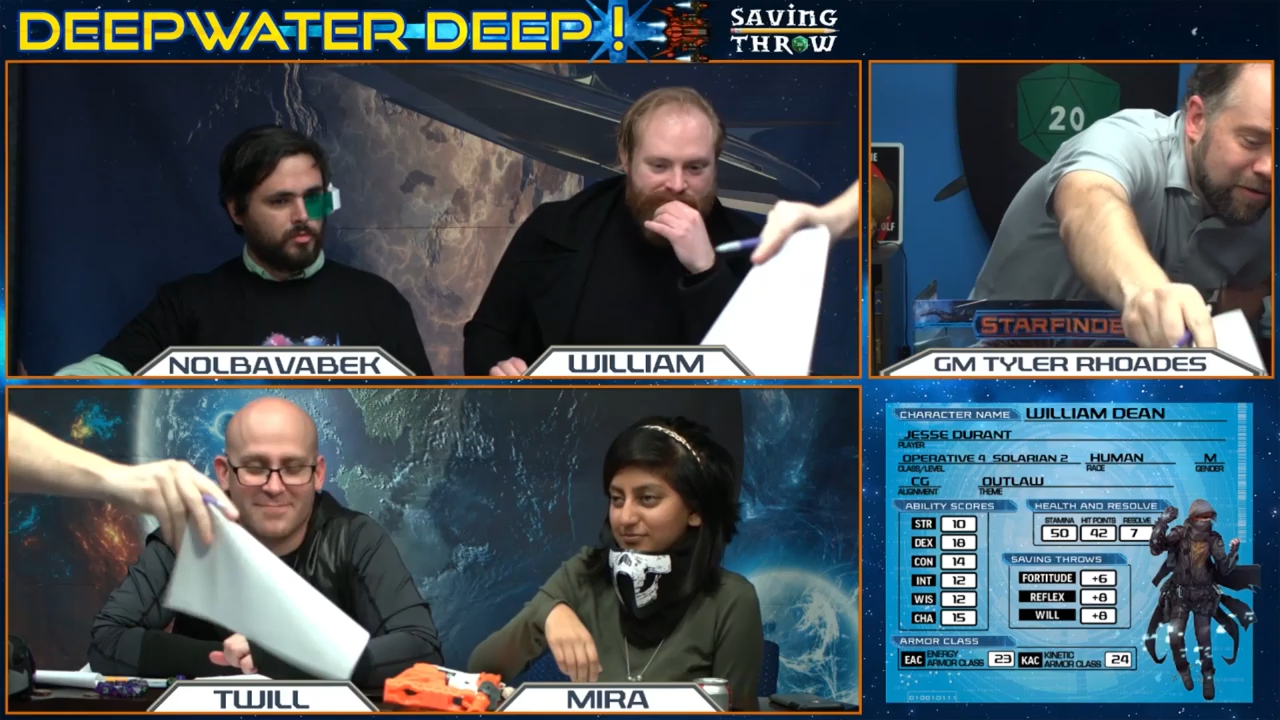 DEEPWATER DEEP!
SAVING
THROW
20
OLF
STARFINDE
NOLBAVABEK
WILLIAM
GM TYLER RHOADES
TWILL
MIRA
CHARACTER NAME WILLIAM DEAN
JESSE DURANT
PLAYER
OPERATIVE 4 SOLARIAN 2 HUMAN M
CLASS/LEVEL RACE GENDER
CG OUTLAW
ALIGNMENT THEME
ABILITY SCORES
STR 10
DEX 18
CON 14
INT 12
WIS 12
CHA 15
HEALTH AND RESOLVE
STAMINA HIT POINTS RESOLVE
50 42 7
SAVING THROWS
FORTITUDE +6
REFLEX +8
WILL +8
ARMOR CLASS
EAC ENERGY ARMOR CLASS 23 KAC KINETIC ARMOR CLASS 24
010010111